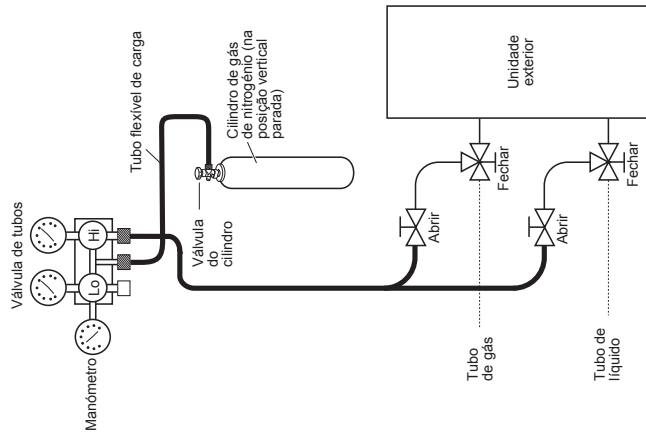 Manómetro
Válvula de tubos
Lo
Hi
Tubo flexível de carga
Válvula
do
cilindro
Cilindro de gás
de nitrogénio (na
posição vertical
parada)
Abrir
Fechar
Unidade
exterior
Abrir
Fechar
Tubo
de gás
Tubo de
líquido